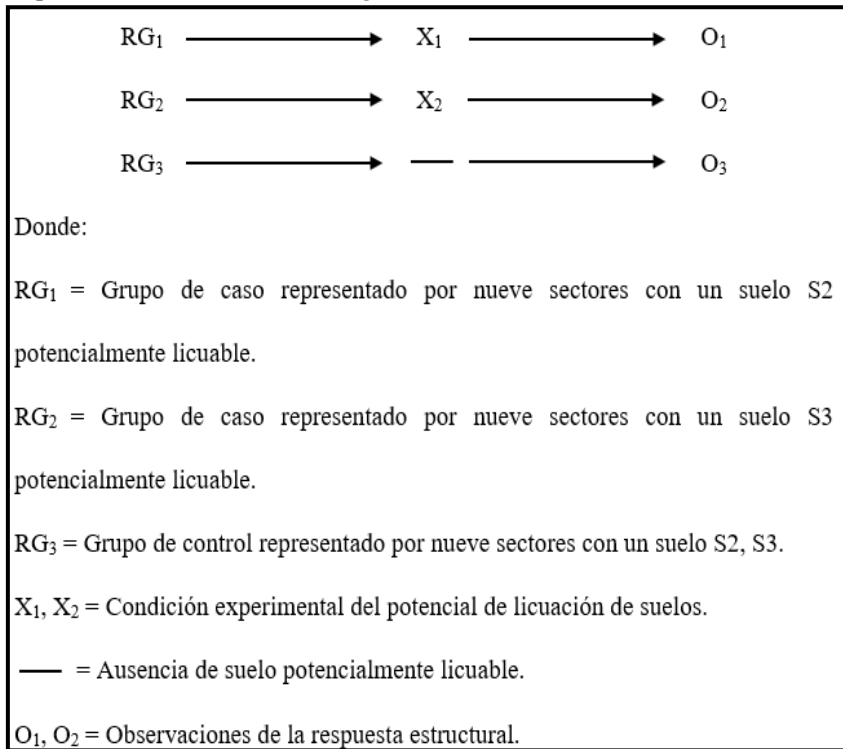 RG₁ X₁ O₁
RG₂ X₂ O₂
RG₃ — O₃
Donde:
RG₁ = Grupo de caso representado por nueve sectores con un suelo S2
potencialmente licuable.
RG₂ = Grupo de caso representado por nueve sectores con un suelo S3
potencialmente licuable.
RG₃ = Grupo de control representado por nueve sectores con un suelo S2, S3.
X₁, X₂ = Condición experimental del potencial de licuación de suelos.
— = Ausencia de suelo potencialmente licuable.
O₁, O₂ = Observaciones de la respuesta estructural.